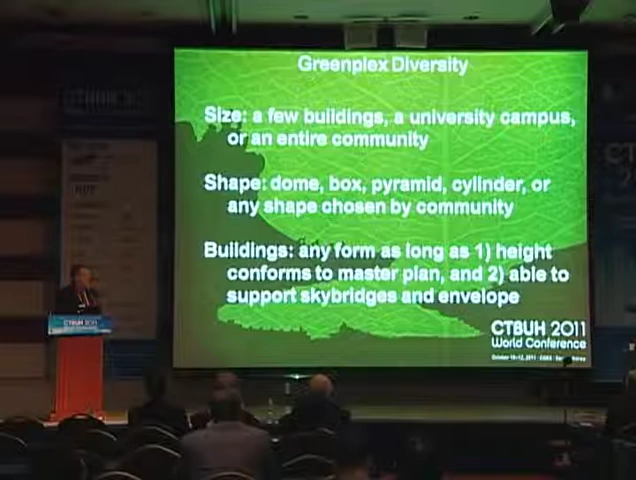 Greenplex Diversity
Size: a few buildings, a university campus,
or an entire community
Shape: dome, box, pyramid, cylinder, or
any shape chosen by community
Buildings: any form as long as 1) height
conforms to master plan, and 2) able to
support skybridges and envelope
CTBUH 2011
World Conference
CTBUH 2011